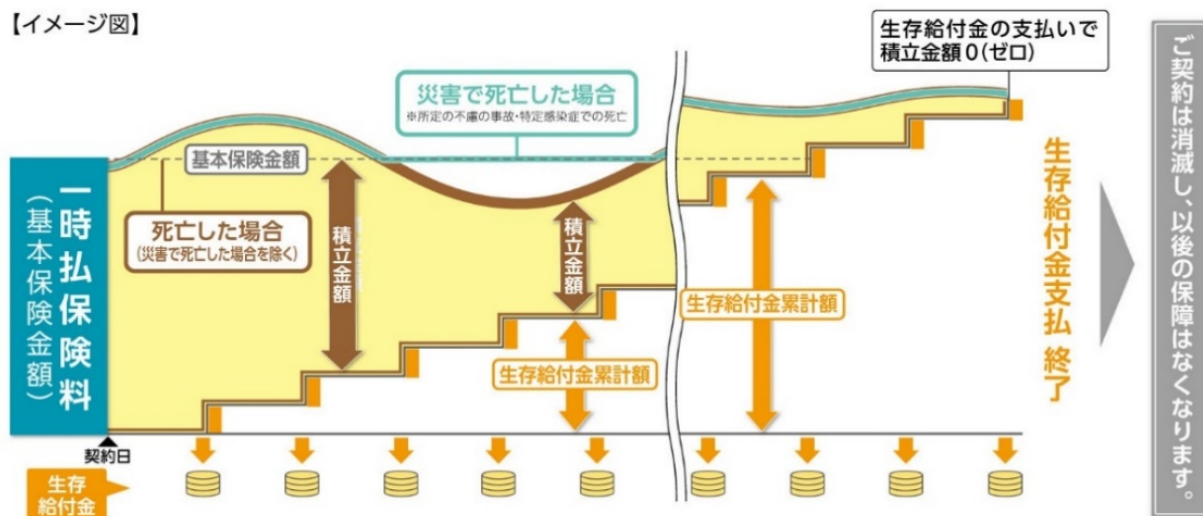 【イメージ図】
生存給付金の支払いで
積立金額0(ゼロ)
災害で死亡した場合
※所定の不慮の事故・特定感染症での死亡
基本保険金額
一時払保険料
(基本保険金額)
死亡した場合
(災害で死亡した場合を除く)
積立金額
積立金額
生存給付金累計額
生存給付金累計額
生存給付金支払 終了
ご契約は消滅し、以後の保障はなくなります。
契約日
生存
給付金